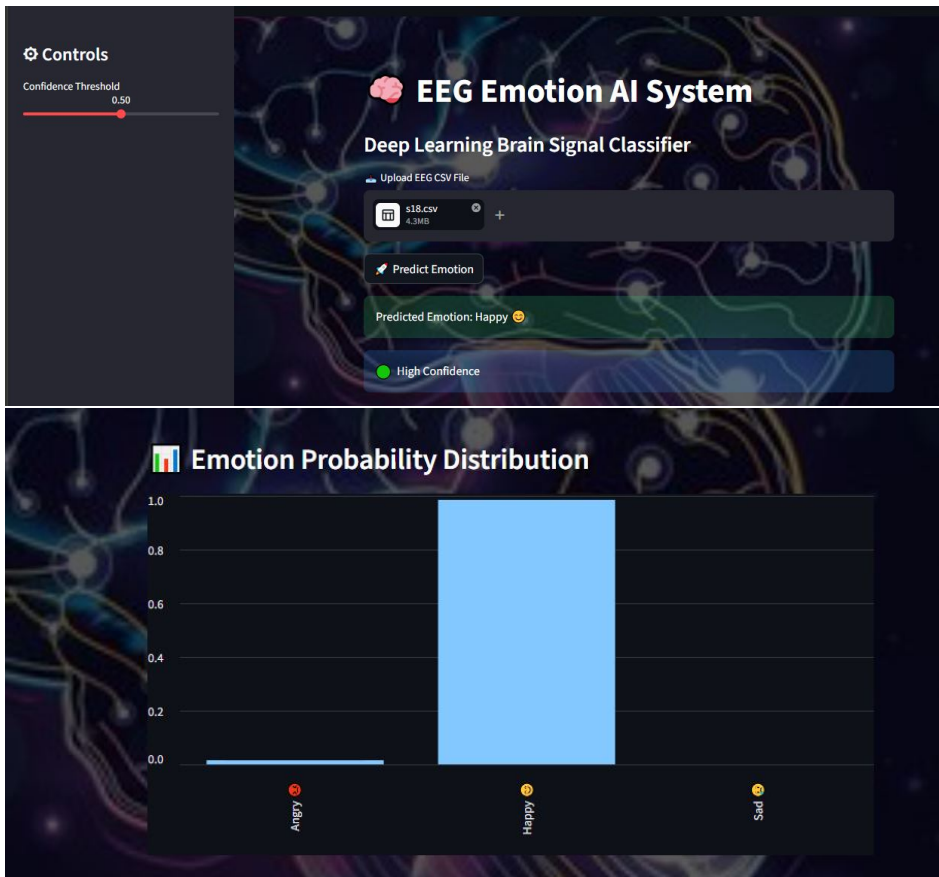 Controls
Confidence Threshold
0.50
EEG Emotion AI System
Deep Learning Brain Signal Classifier
Upload EEG CSV File
s18.csv
4.3MB
+
Predict Emotion
Predicted Emotion: Happy 😊
High Confidence
Emotion Probability Distribution
1.0
0.8
0.6
0.4
0.2
0.0
Angry
Happy
Sad